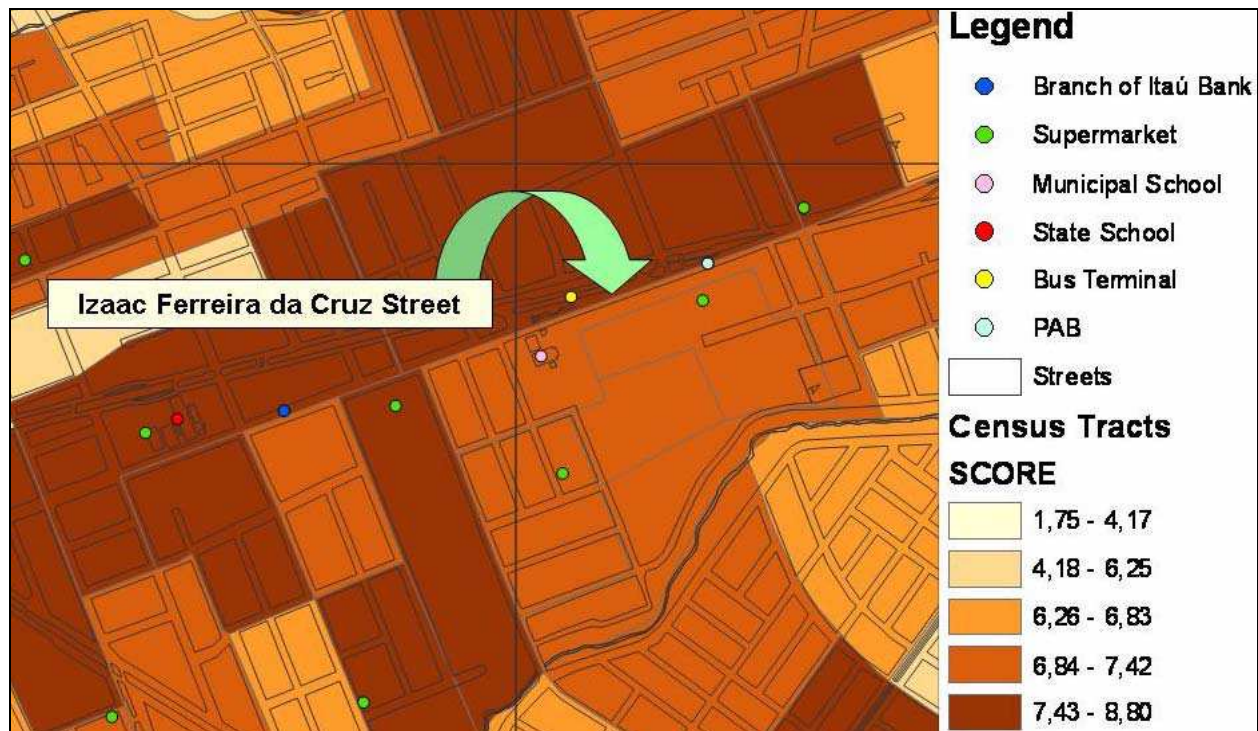 Izaac Ferreira da Cruz Street
Legend
Branch of Itaú Bank
Supermarket
Municipal School
State School
Bus Terminal
PAB
Streets
Census Tracts
SCORE
1,75 - 4,17
4,18 - 6,25
6,26 - 6,83
6,84 - 7,42
7,43 - 8,80